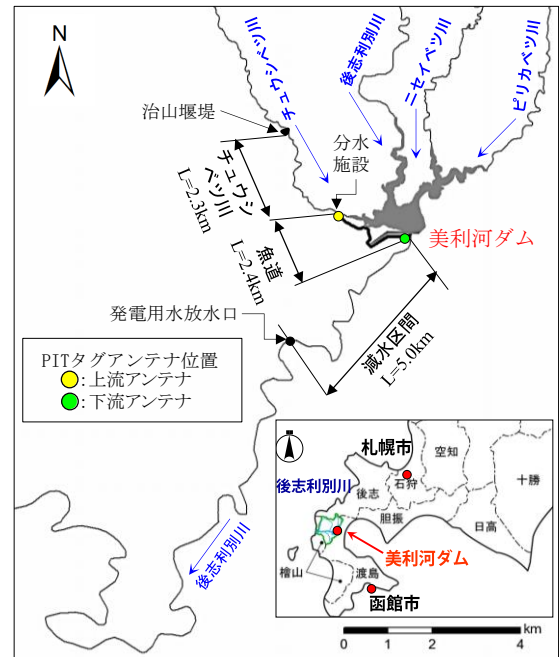 N
チュウシベツ川
後志利別川
ニセイベツ川
ピリカベツ川
治山堰堤
分水
施設
チュウシ
ベツ川
L=2.3km
魚道
L=2.4km
美利河ダム
発電用水放水口
減水区間
L=5.0km
PITタグアンテナ位置
:上流アンテナ
:下流アンテナ
後志利別川
札幌市
空知
石狩
後志
十勝
後志利別川
胆振
日高
美利河ダム
檜山
渡島
函館市
km
0 1 2 4